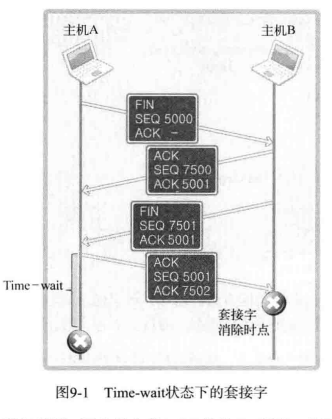 主机A
主机B
FIN
SEQ 5000
ACK -
ACK
SEQ 7500
ACK 5001
FIN
SEQ 7501
ACK 5001
ACK
SEQ 5001
ACK 7502
Time-wait
套接字
消除时点
图9-1 Time-wait状态下的套接字